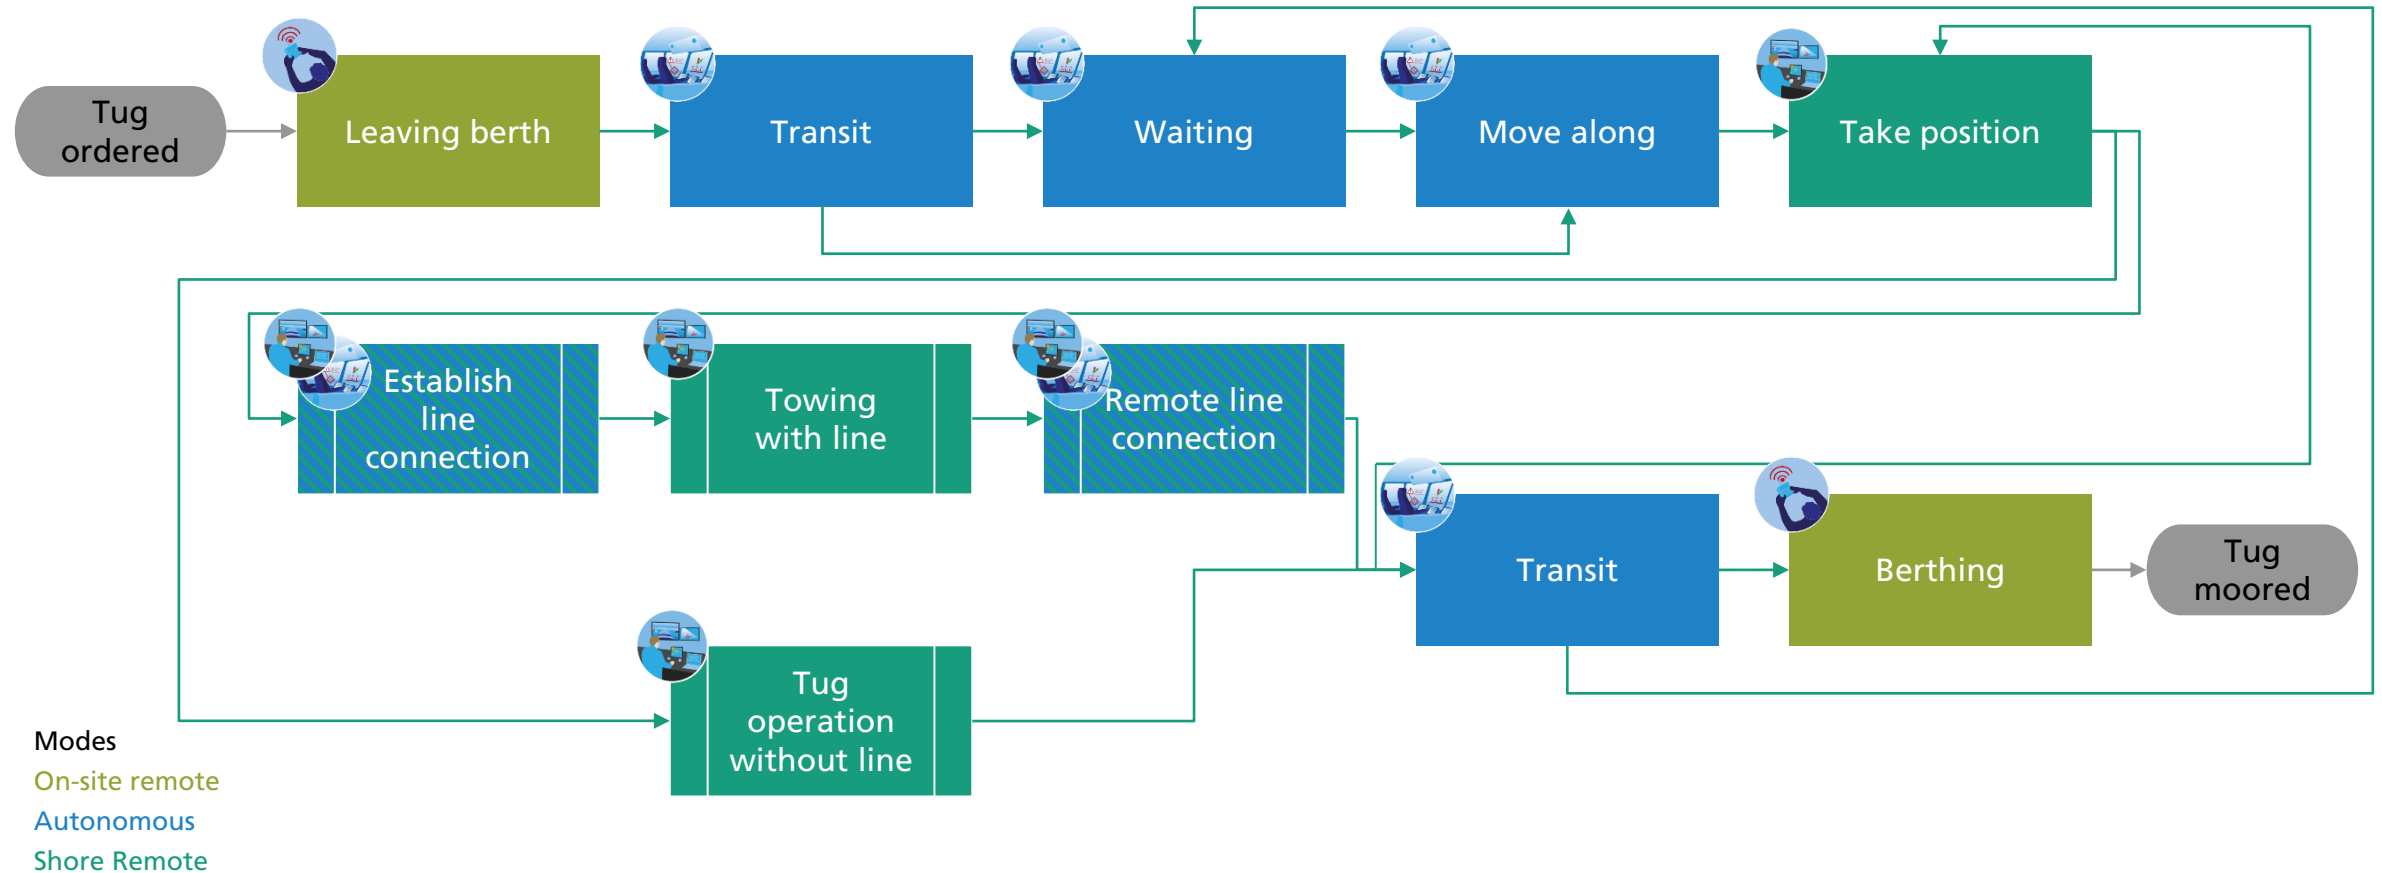 Tug
ordered
Leaving berth
Transit
Waiting
Move along
Take position
Establish
line
connection
Towing
with line
Remote line
connection
Transit
Berthing
Tug
moored
Tug
operation
without line
Modes
On-site remote
Autonomous
Shore Remote